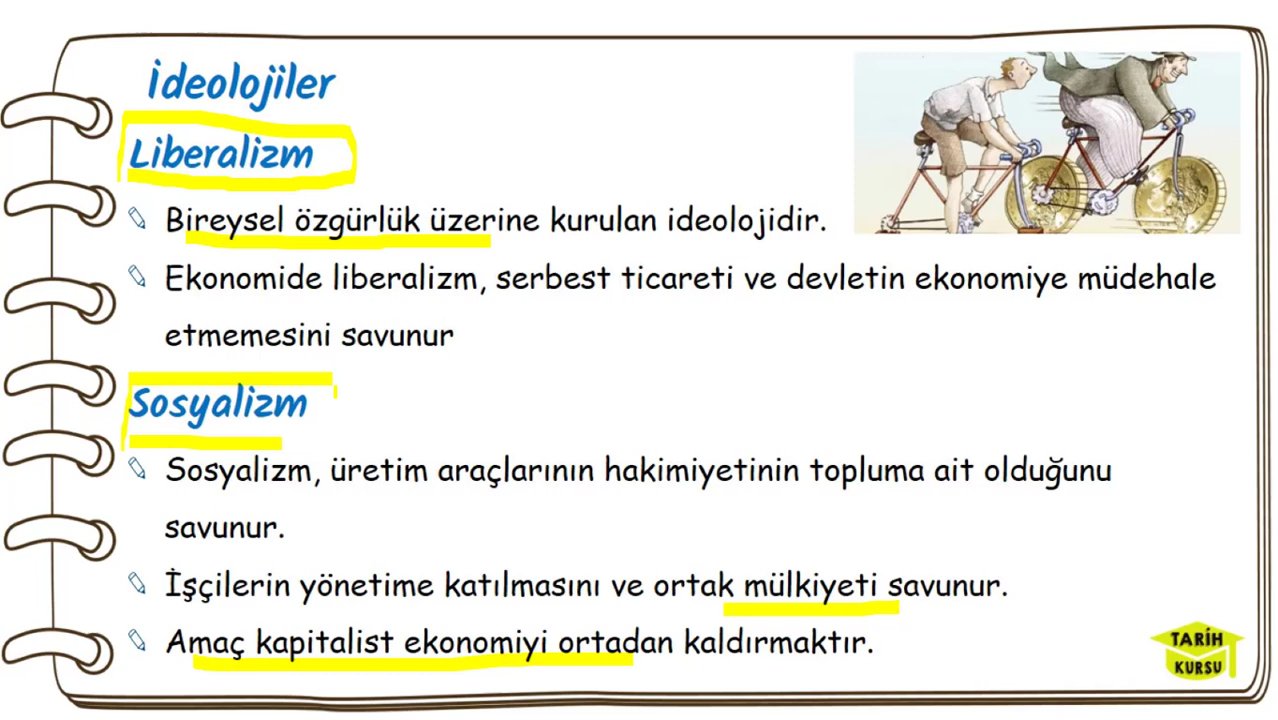 İdeolojiler
Liberalizm
Bireysel özgürlük üzerine kurulan ideolojidir.
Ekonomide liberalizm, serbest ticareti ve devletin ekonomiye müdehale
etmemesini savunur
Sosyalizm
Sosyalizm, üretim araçlarının hakimiyetinin topluma ait olduğunu
savunur.
İşçilerin yönetime katılmasını ve ortak mülkiyeti savunur.
Amaç kapitalist ekonomiyi ortadan kaldırmaktır.
TARİH
KURSU